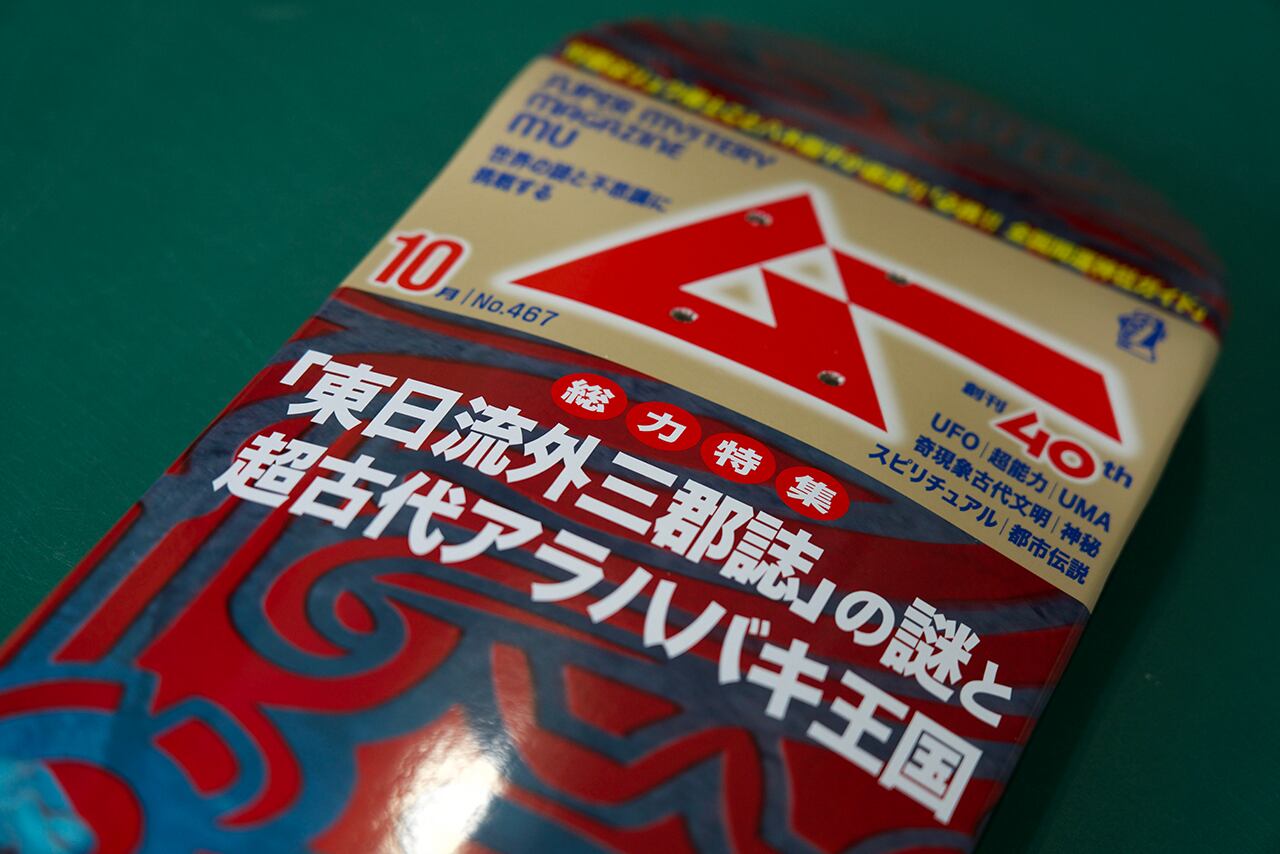 SUPER MYSTERY
MAGAZINE
MU
世界の謎と不思議に
挑戦する
ムー
10月 | No.467
創刊 40th
UFO | 超能力 | UMA
奇現象古代文明 | 神秘
スピリチュアル | 都市伝説
総力特集
「東日流外三郡誌」の謎と
超古代アラハバキ王国